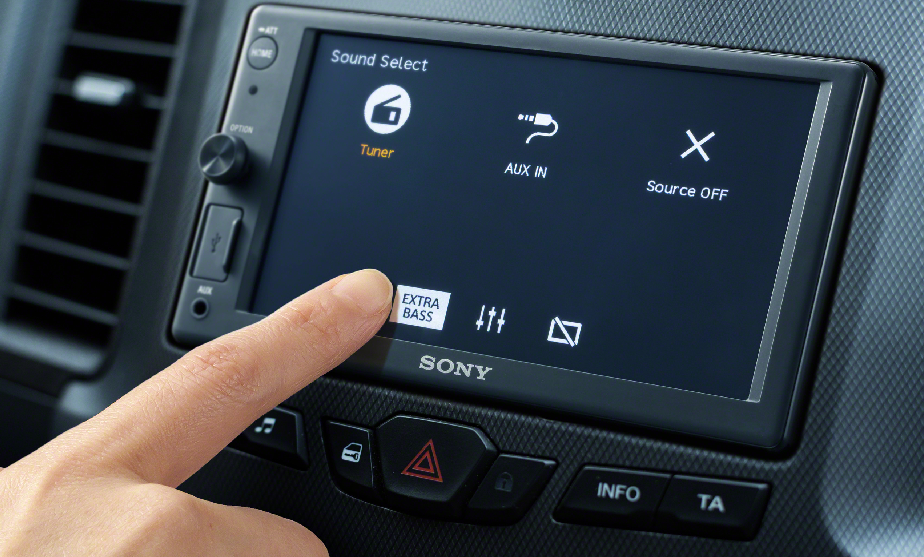 ATT
HOME
Sound Select
OPTION
Tuner
AUX IN
Source OFF
AUX
EXTRA
BASS
SONY
INFO
TA